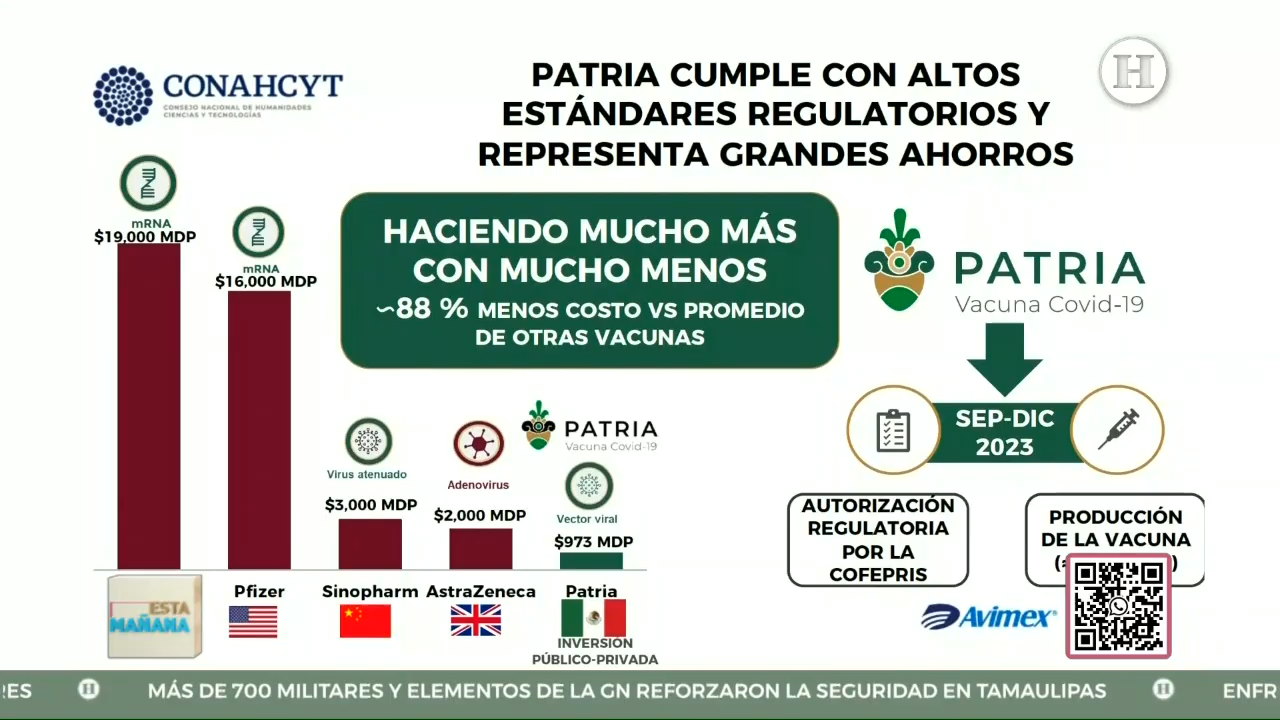 CONAHCYT
CONSEJO NACIONAL DE HUMANIDADES
CIENCIAS Y TECNOLOGÍAS
PATRIA CUMPLE CON ALTOS
ESTÁNDARES REGULATORIOS Y
REPRESENTA GRANDES AHORROS
H
mRNA
$19,000 MDP
mRNA
$16,000 MDP
HACIENDO MUCHO MÁS
CON MUCHO MENOS
∽88 % MENOS COSTO VS PROMEDIO
DE OTRAS VACUNAS
PATRIA
Vacuna Covid-19
Virus atenuado
$3,000 MDP
Adenovirus
$2,000 MDP
PATRIA
Vacuna Covid-19
Vector viral
$973 MDP
SEP-DIC
2023
AUTORIZACIÓN
REGULATORIA
POR LA
COFEPRIS
PRODUCCIÓN
DE LA VACUNA
ESTA
MAÑANA
Pfizer
Sinopharm
AstraZeneca
Patria
INVERSIÓN
PÚBLICO-PRIVADA
Avimex
RES H MÁS DE 700 MILITARES Y ELEMENTOS DE LA GN REFORZARON LA SEGURIDAD EN TAMAULIPAS H ENFR